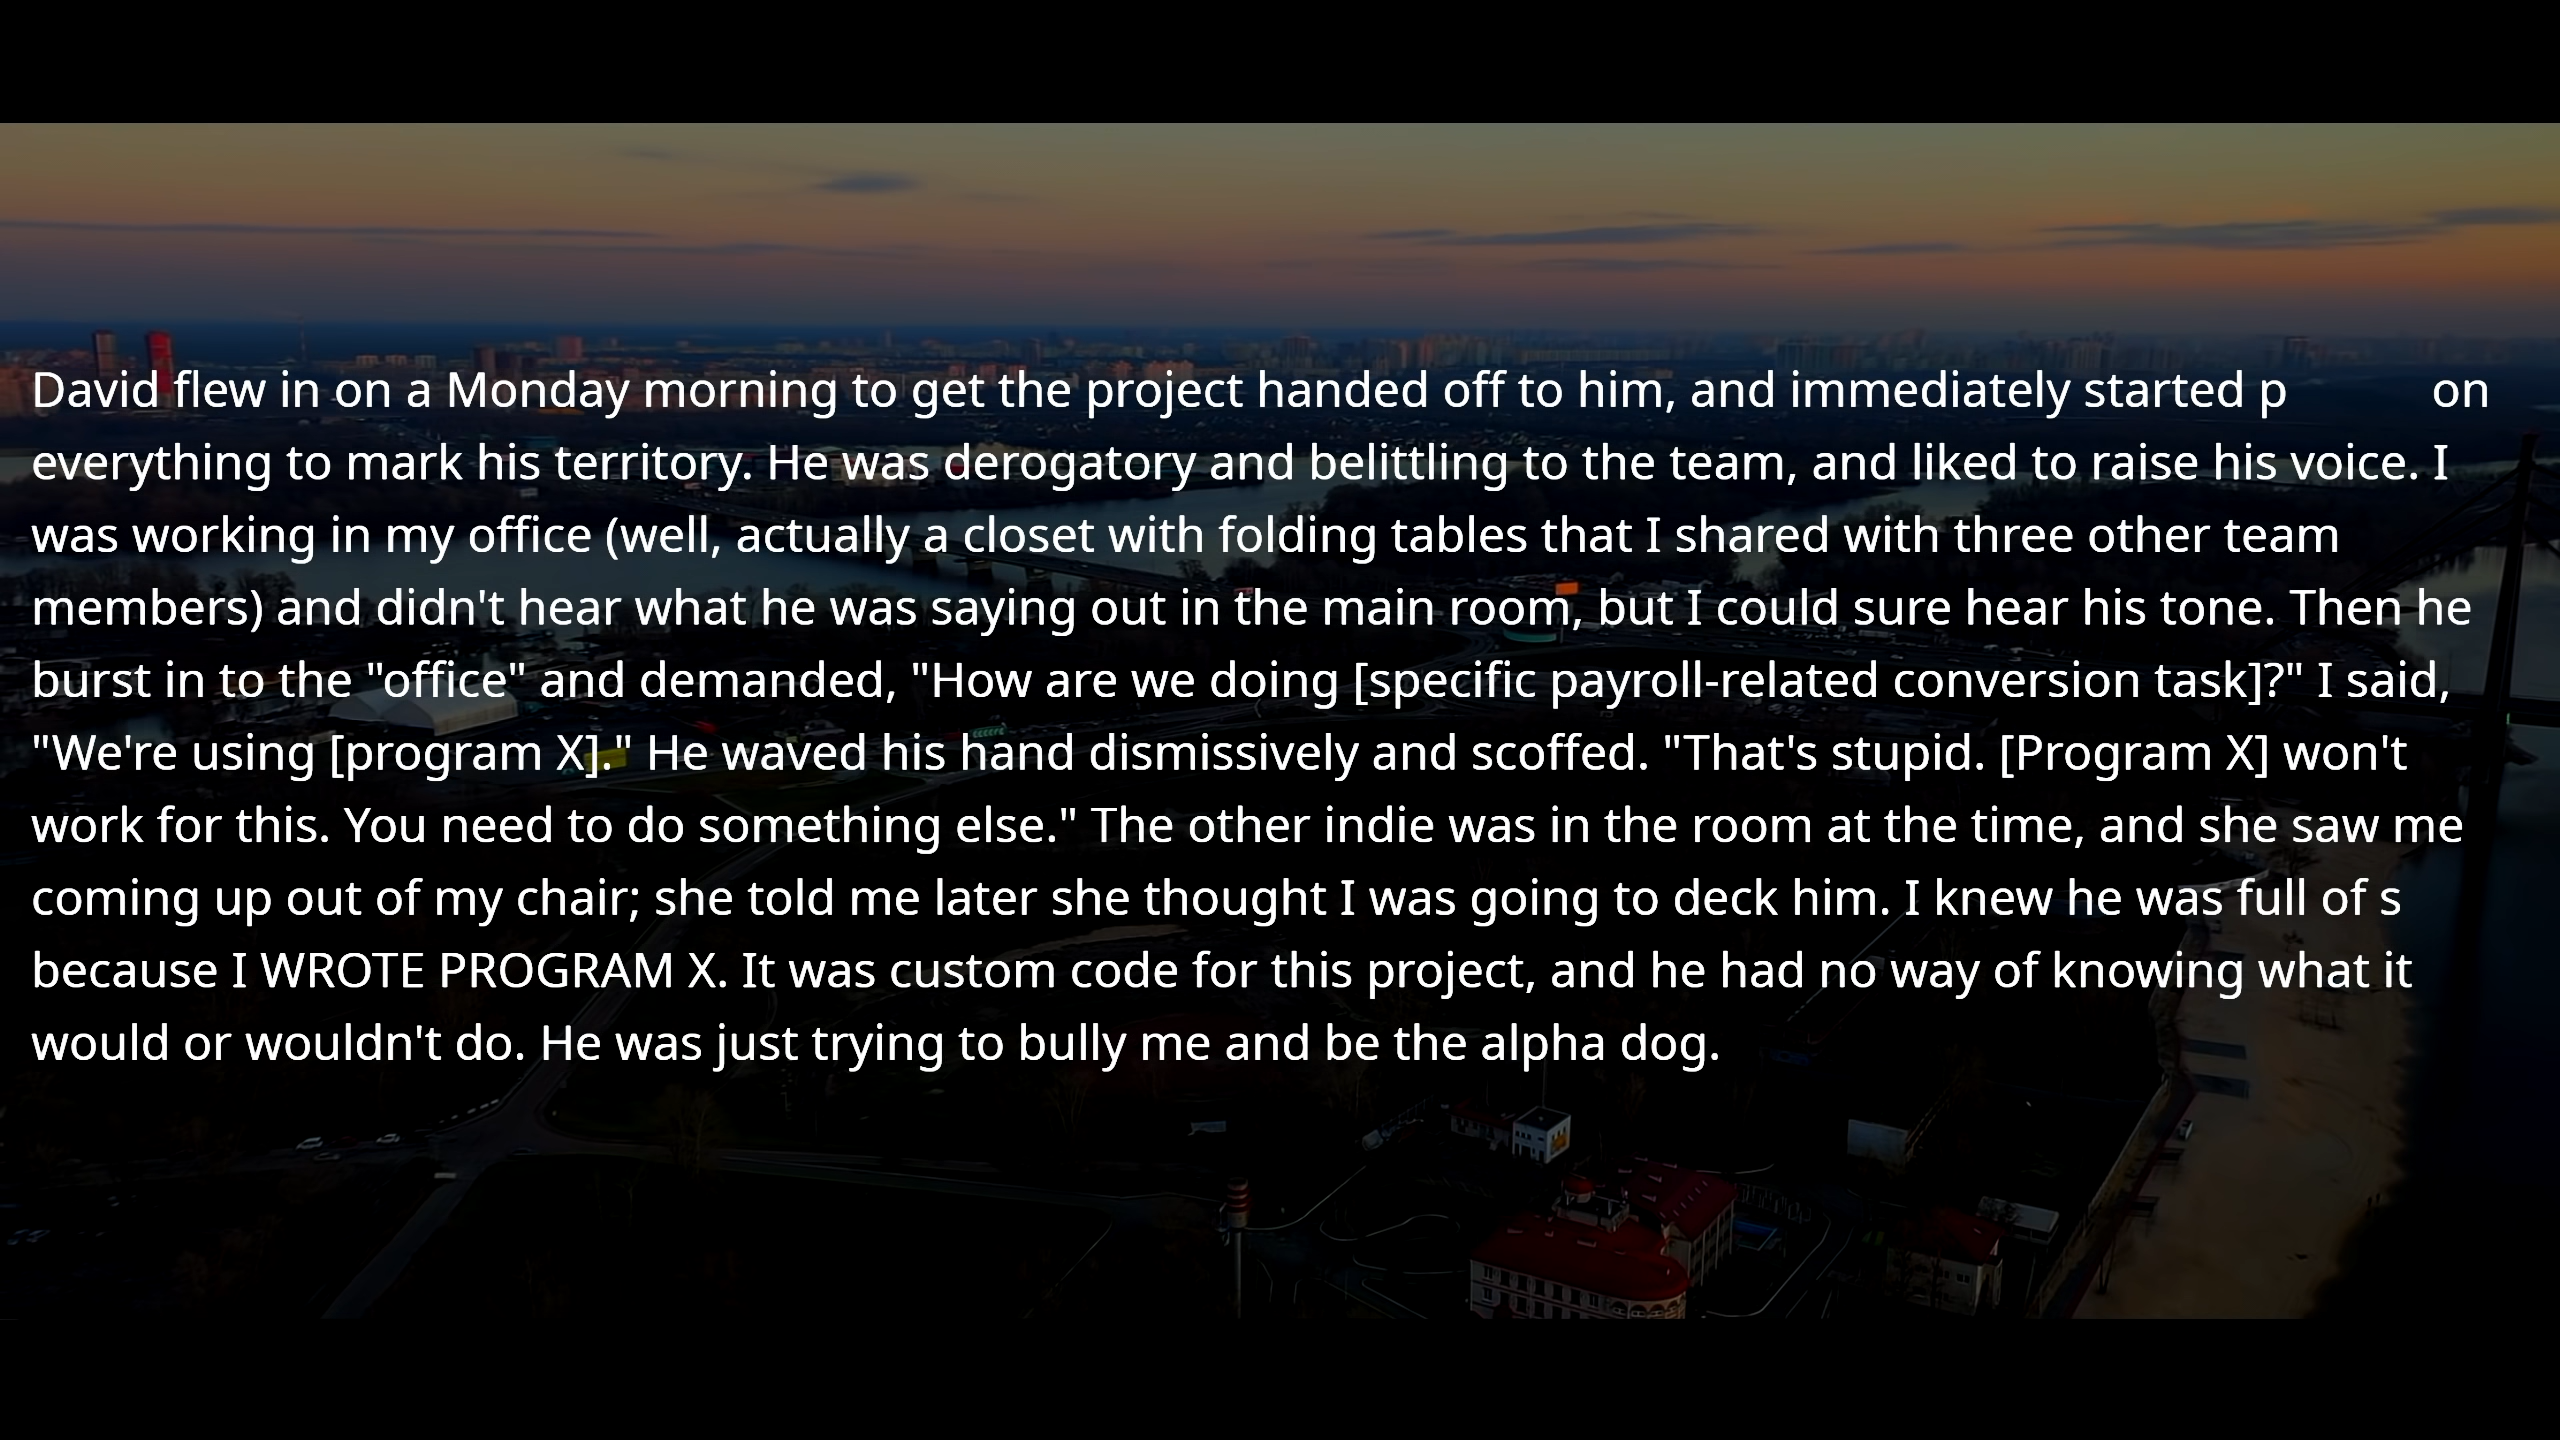 David flew in on a Monday morning to get the project handed off to him, and immediately started p on
everything to mark his territory. He was derogatory and belittling to the team, and liked to raise his voice. I
was working in my office (well, actually a closet with folding tables that I shared with three other team
members) and didn't hear what he was saying out in the main room, but I could sure hear his tone. Then he
burst in to the "office" and demanded, "How are we doing [specific payroll-related conversion task]?" I said,
"We're using [program X]." He waved his hand dismissively and scoffed. "That's stupid. [Program X] won't
work for this. You need to do something else." The other indie was in the room at the time, and she saw me
coming up out of my chair; she told me later she thought I was going to deck him. I knew he was full of s
because I WROTE PROGRAM X. It was custom code for this project, and he had no way of knowing what it
would or wouldn't do. He was just trying to bully me and be the alpha dog.